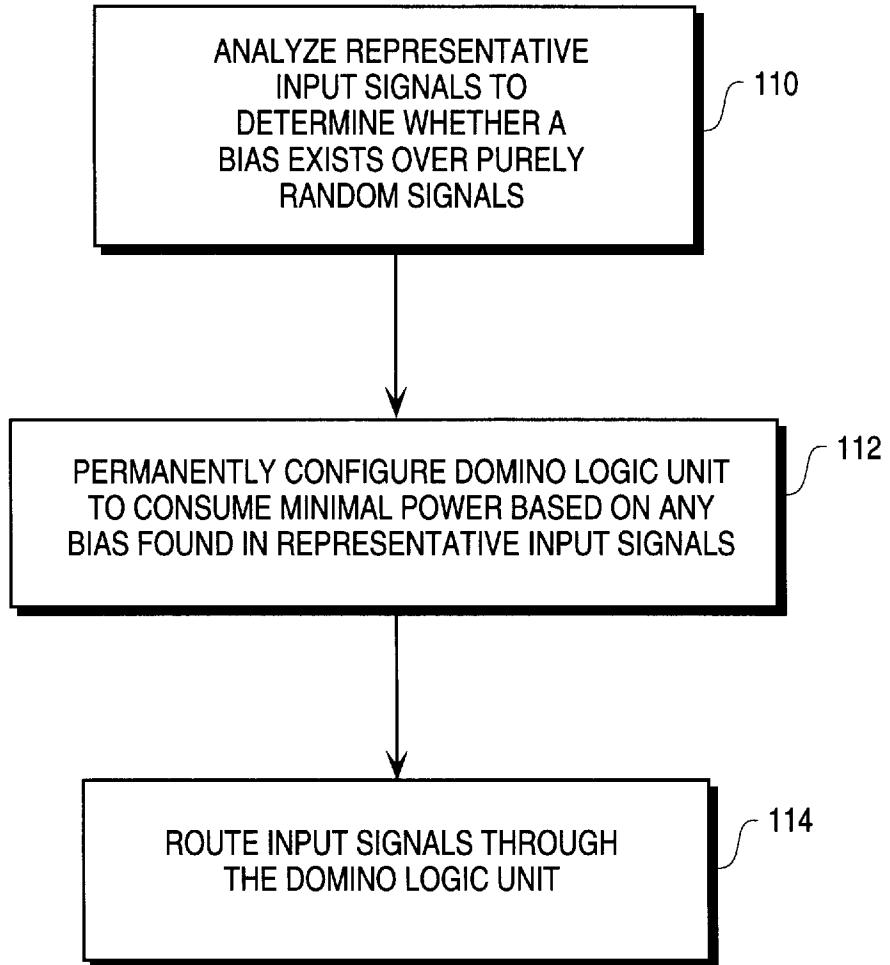 ANALYZE REPRESENTATIVE
INPUT SIGNALS TO
DETERMINE WHETHER A
BIAS EXISTS OVER PURELY
RANDOM SIGNALS
110
PERMANENTLY CONFIGURE DOMINO LOGIC UNIT
TO CONSUME MINIMAL POWER BASED ON ANY
BIAS FOUND IN REPRESENTATIVE INPUT SIGNALS
112
ROUTE INPUT SIGNALS THROUGH
THE DOMINO LOGIC UNIT
114